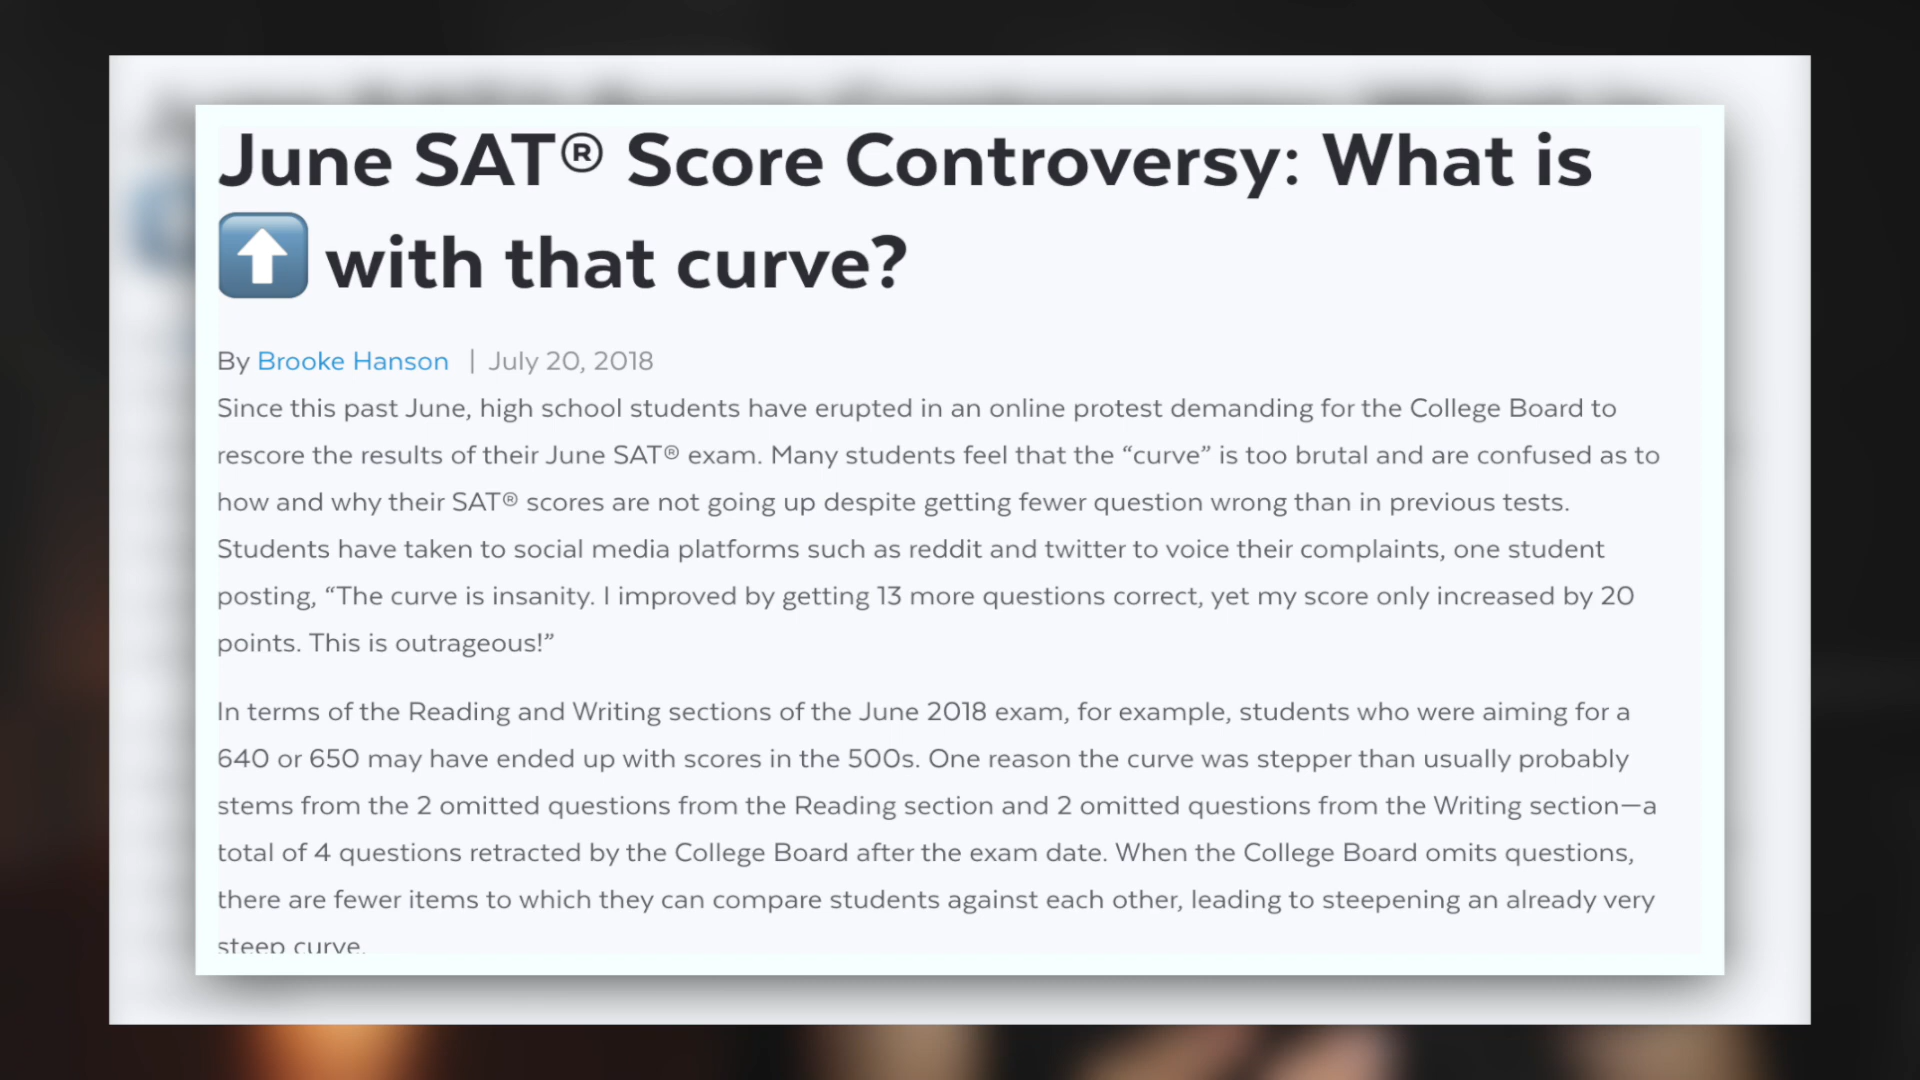 June SAT® Score Controversy: What is
⬆️ with that curve?
By Brooke Hanson | July 20, 2018
Since this past June, high school students have erupted in an online protest demanding for the College Board to
rescore the results of their June SAT® exam. Many students feel that the “curve” is too brutal and are confused as to
how and why their SAT® scores are not going up despite getting fewer question wrong than in previous tests.
Students have taken to social media platforms such as reddit and twitter to voice their complaints, one student
posting, “The curve is insanity. I improved by getting 13 more questions correct, yet my score only increased by 20
points. This is outrageous!”
In terms of the Reading and Writing sections of the June 2018 exam, for example, students who were aiming for a
640 or 650 may have ended up with scores in the 500s. One reason the curve was stepper than usually probably
stems from the 2 omitted questions from the Reading section and 2 omitted questions from the Writing section—a
total of 4 questions retracted by the College Board after the exam date. When the College Board omits questions,
there are fewer items to which they can compare students against each other, leading to steepening an already very
steep curve.